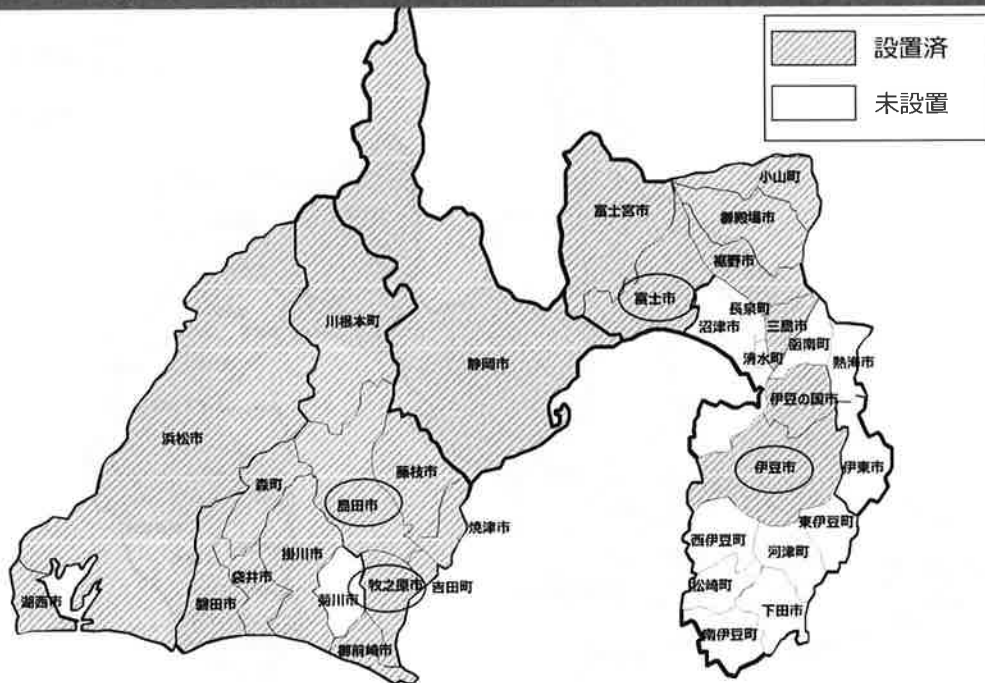 設置済
未設置
小山町
富士宮市
御殿場市
裾野市
富士市
長泉町
沼津市
三島市
川根本町
函南町
清水町
熱海市
静岡市
伊豆の国市
浜松市
藤枝市
伊豆市
伊東市
森町
島田市
東伊豆町
焼津市
西伊豆町
掛川市
河津町
袋井市
牧之原市
吉田町
松崎町
湖西市
磐田市
菊川市
下田市
南伊豆町
御前崎市